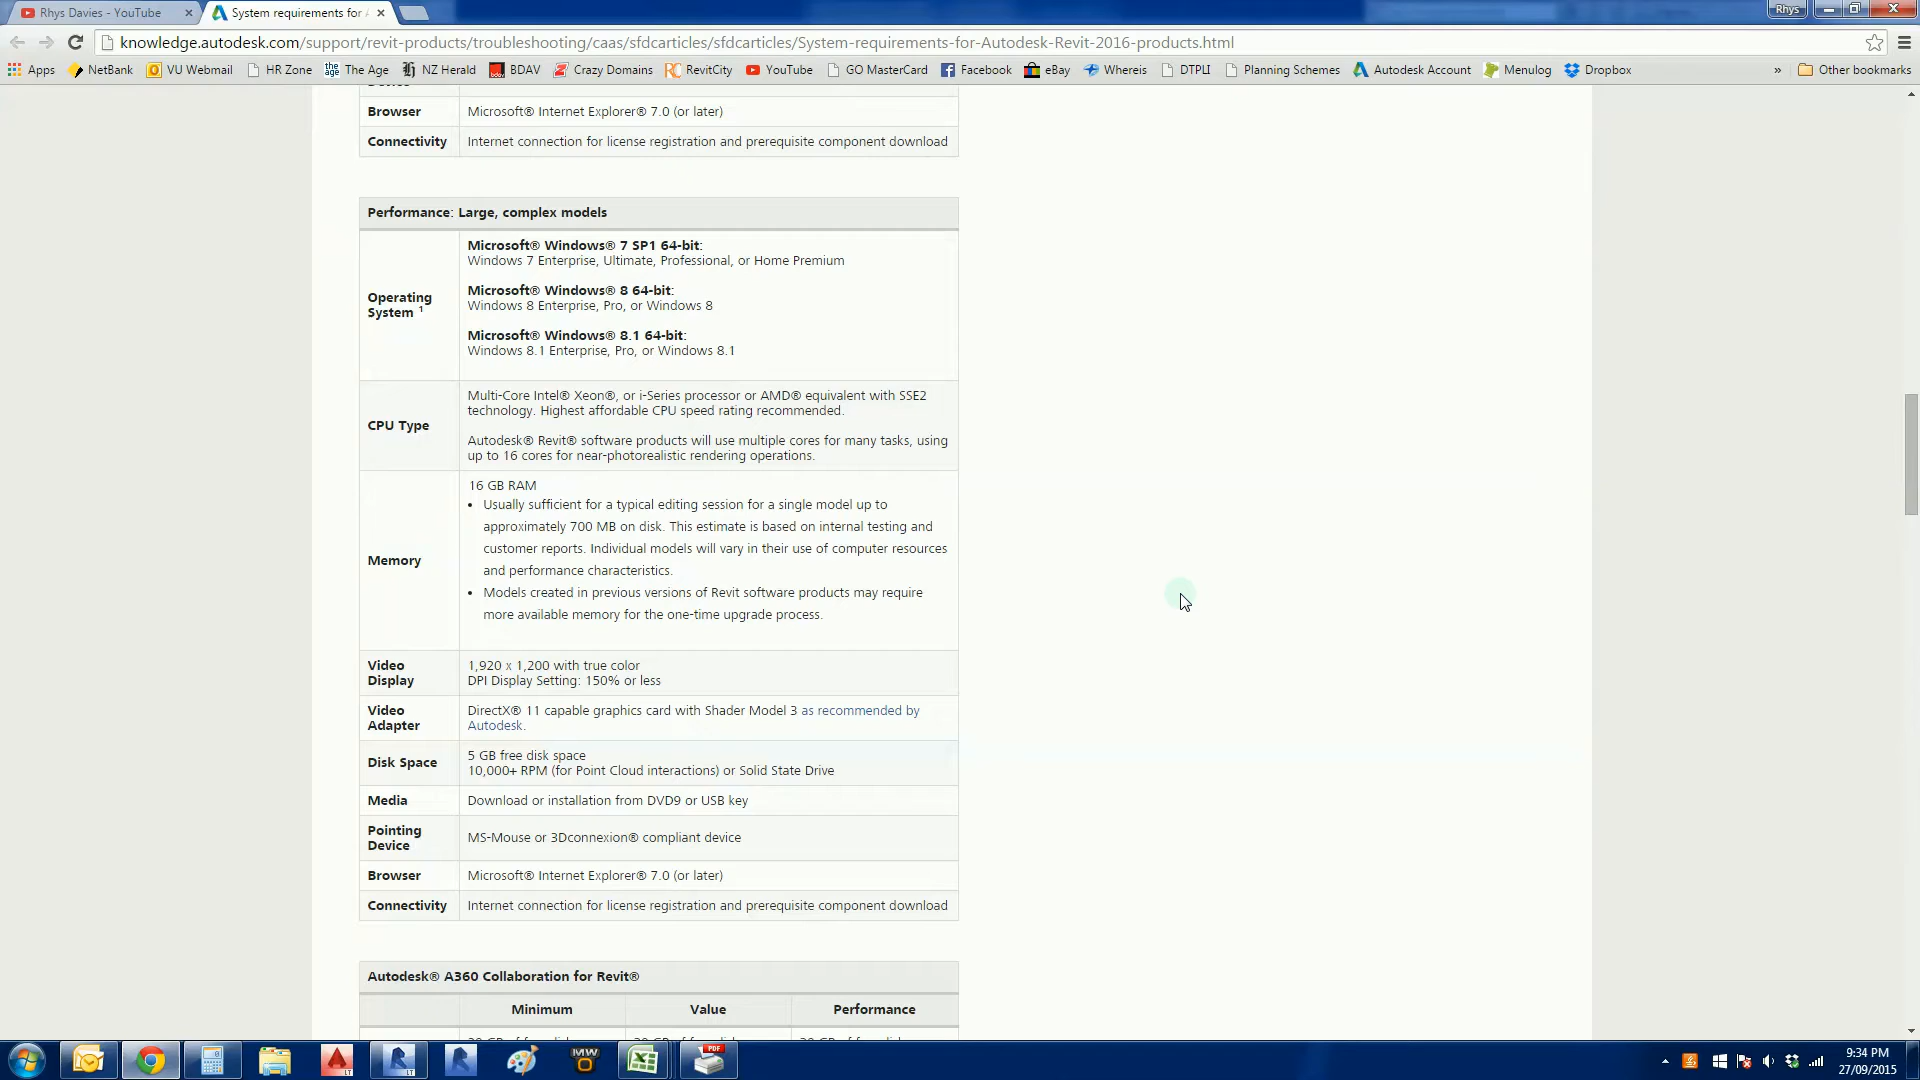 Rhys Davies - YouTube
System requirements for A
Rhys
knowledge.autodesk.com/support/revit-products/troubleshooting/caas/sfdcarticles/sfdcarticles/System-requirements-for-Autodesk-Revit-2016-products.html
Apps NetBank VU Webmail HR Zone the age The Age NZ Herald bdav BDAV Crazy Domains RC RevitCity YouTube GO MasterCard Facebook eBay Whereis DTPLI Planning Schemes Autodesk Account Menulog Dropbox » Other bookmarks
Browser Microsoft® Internet Explorer® 7.0 (or later)
Connectivity Internet connection for license registration and prerequisite component download
Performance: Large, complex models
Operating
System 1
Microsoft® Windows® 7 SP1 64-bit:
Windows 7 Enterprise, Ultimate, Professional, or Home Premium
Microsoft® Windows® 8 64-bit:
Windows 8 Enterprise, Pro, or Windows 8
Microsoft® Windows® 8.1 64-bit:
Windows 8.1 Enterprise, Pro, or Windows 8.1
CPU Type
Multi-Core Intel® Xeon®, or i-Series processor or AMD® equivalent with SSE2
technology. Highest affordable CPU speed rating recommended.
Autodesk® Revit® software products will use multiple cores for many tasks, using
up to 16 cores for near-photorealistic rendering operations.
Memory
16 GB RAM
• Usually sufficient for a typical editing session for a single model up to
approximately 700 MB on disk. This estimate is based on internal testing and
customer reports. Individual models will vary in their use of computer resources
and performance characteristics.
• Models created in previous versions of Revit software products may require
more available memory for the one-time upgrade process.
Video
Display
1,920 x 1,200 with true color
DPI Display Setting: 150% or less
Video
Adapter
DirectX® 11 capable graphics card with Shader Model 3 as recommended by
Autodesk.
Disk Space
5 GB free disk space
10,000+ RPM (for Point Cloud interactions) or Solid State Drive
Media Download or installation from DVD9 or USB key
Pointing
Device
MS-Mouse or 3Dconnexion® compliant device
Browser Microsoft® Internet Explorer® 7.0 (or later)
Connectivity Internet connection for license registration and prerequisite component download
Autodesk® A360 Collaboration for Revit®
Minimum Value Performance
LT
LT
MW
PDF
9:34 PM
27/09/2015